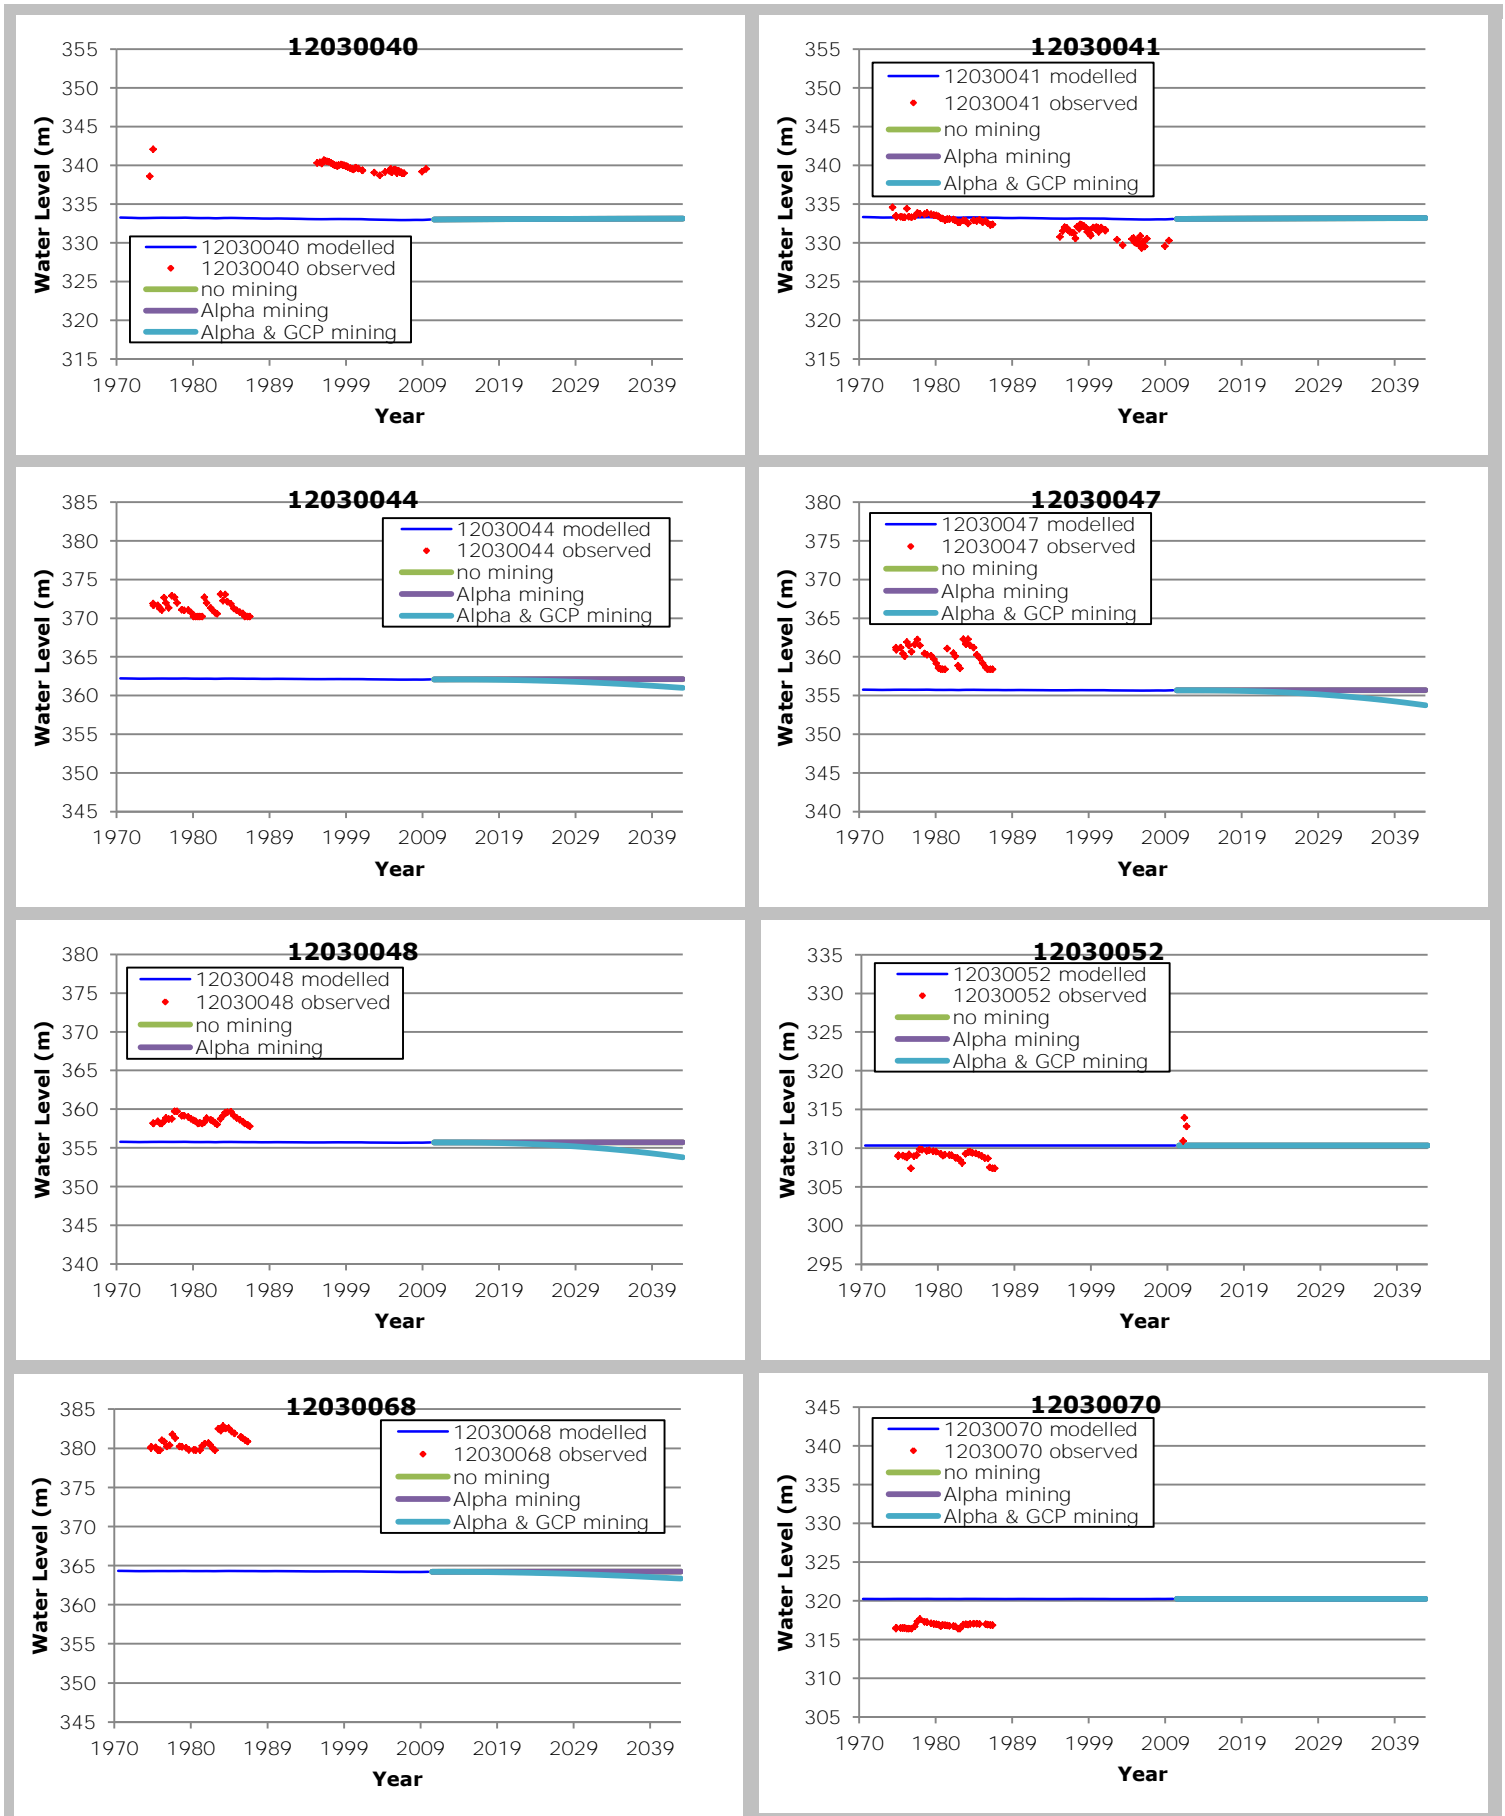 12030040
355
350
345
340
335
330
325
320
315
Water Level (m)
12030040 modelled
12030040 observed
no mining
Alpha mining
Alpha & GCP mining
1970 1980 1989 1999 2009 2019 2029 2039
Year
12030041
355
350
345
340
335
330
325
320
315
Water Level (m)
12030041 modelled
12030041 observed
no mining
Alpha mining
Alpha & GCP mining
1970 1980 1989 1999 2009 2019 2029 2039
Year
12030044
385
380
375
370
365
360
355
350
345
Water Level (m)
12030044 modelled
12030044 observed
no mining
Alpha mining
Alpha & GCP mining
1970 1980 1989 1999 2009 2019 2029 2039
Year
12030047
380
375
370
365
360
355
350
345
340
Water Level (m)
12030047 modelled
12030047 observed
no mining
Alpha mining
Alpha & GCP mining
1970 1980 1989 1999 2009 2019 2029 2039
Year
12030048
380
375
370
365
360
355
350
345
340
Water Level (m)
12030048 modelled
12030048 observed
no mining
Alpha mining
1970 1980 1989 1999 2009 2019 2029 2039
Year
12030052
335
330
325
320
315
310
305
300
295
Water Level (m)
12030052 modelled
12030052 observed
no mining
Alpha mining
Alpha & GCP mining
1970 1980 1989 1999 2009 2019 2029 2039
Year
12030068
385
380
375
370
365
360
355
350
345
Water Level (m)
12030068 modelled
12030068 observed
no mining
Alpha mining
Alpha & GCP mining
1970 1980 1989 1999 2009 2019 2029 2039
Year
12030070
345
340
335
330
325
320
315
310
305
Water Level (m)
12030070 modelled
12030070 observed
no mining
Alpha mining
Alpha & GCP mining
1970 1980 1989 1999 2009 2019 2029 2039
Year